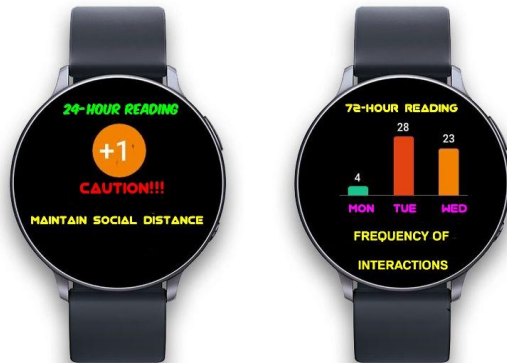 24-HOUR READING
+1
CAUTION!!!
MAINTAIN SOCIAL DISTANCE
72-HOUR READING
28
23
4
MON TUE WED
FREQUENCY OF
INTERACTIONS